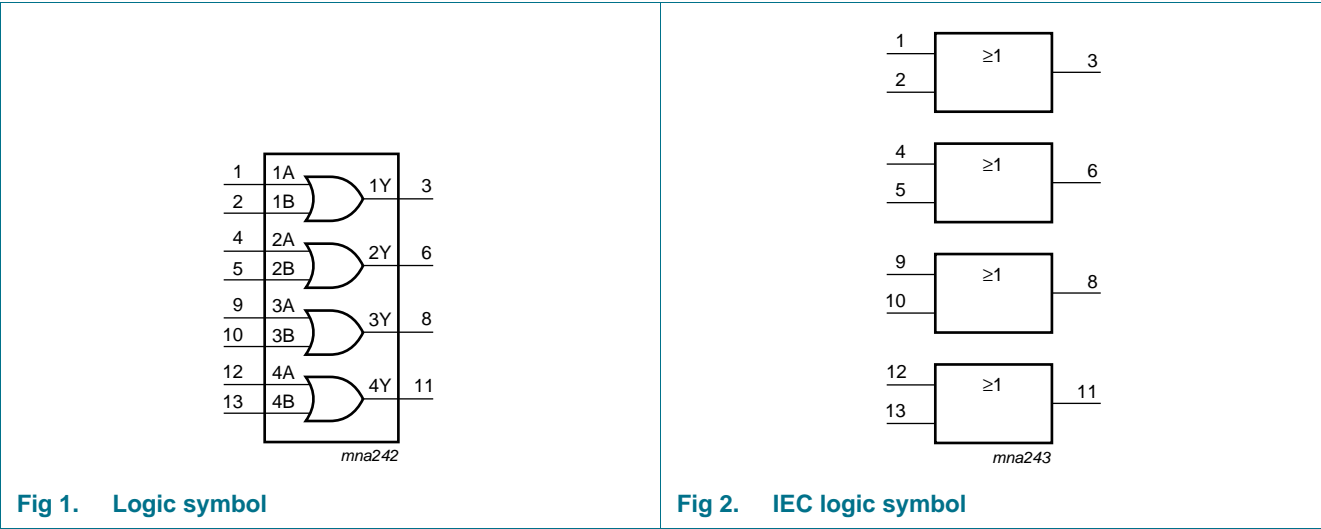 1 1A 1Y 3
2 1B
4 2A 2Y 6
5 2B
9 3A 3Y 8
10 3B
12 4A 4Y 11
13 4B
mna242
Fig 1. Logic symbol
1 ≥1 3
2
4 ≥1 6
5
9 ≥1 8
10
12 ≥1 11
13
mna243
Fig 2. IEC logic symbol